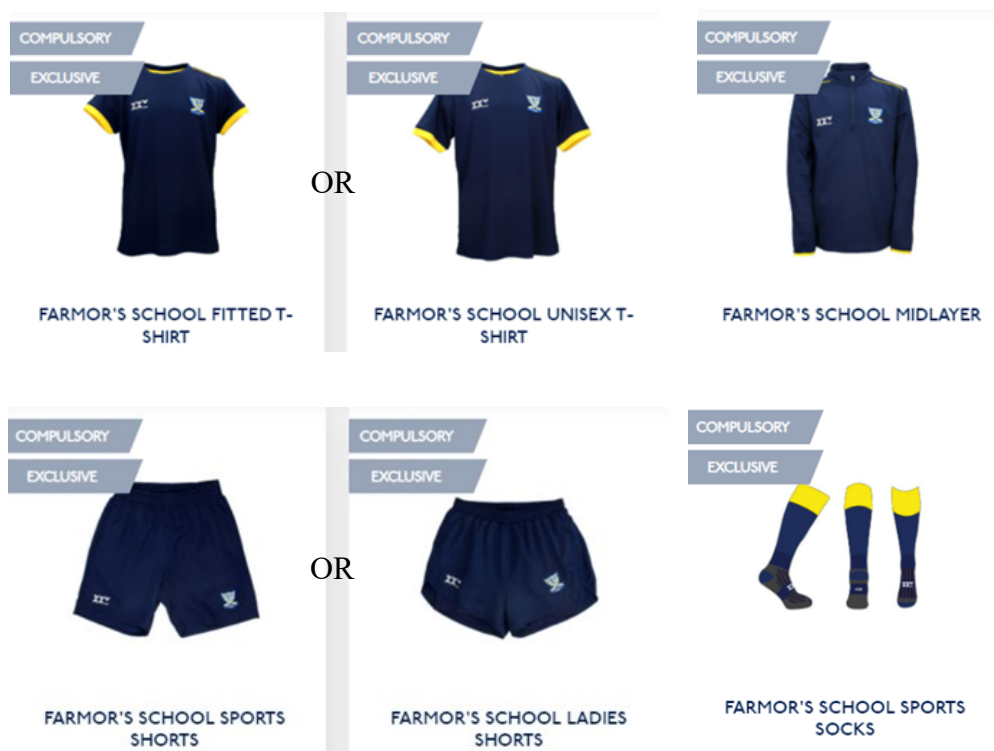 COMPULSORY
EXCLUSIVE
FARMOR'S SCHOOL FITTED T-
SHIRT
OR
COMPULSORY
EXCLUSIVE
FARMOR'S SCHOOL UNISEX T-
SHIRT
COMPULSORY
EXCLUSIVE
FARMOR'S SCHOOL MIDLAYER
COMPULSORY
EXCLUSIVE
FARMOR'S SCHOOL SPORTS
SHORTS
OR
COMPULSORY
EXCLUSIVE
FARMOR'S SCHOOL LADIES
SHORTS
COMPULSORY
EXCLUSIVE
FARMOR'S SCHOOL SPORTS
SOCKS